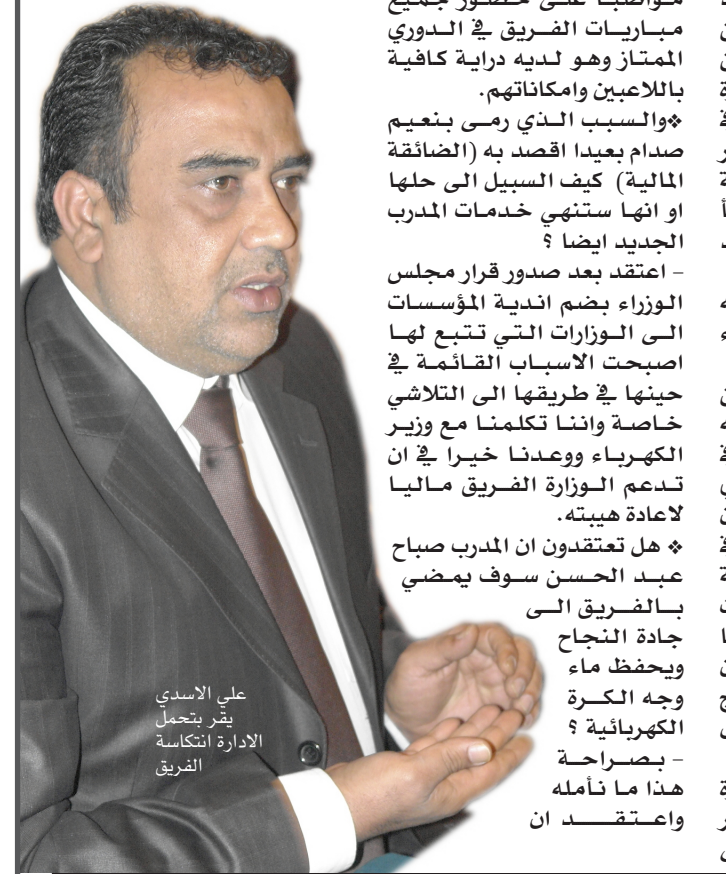 مواضبا على حضور جميع
مباريات الفريق في الدوري
الممتاز وهو لديه دراية كافية
باللاعبين وامكاناتهم.
❖والسبب الذي رمى بنعيم
صدام بعيدا اقصد به (الضائقة
المالية) كيف السبيل الى حلها
او انها ستنهي خدمات المدرب
الجديد ايضا ؟
- اعتقد بعد صدور قرار مجلس
الوزراء بضم اندية المؤسسات
الى الوزارات التي تتبع لها
اصبحت الاسباب القائمة في
حينها في طريقها الى التلاشي
خاصة واننا تكلمنا مع وزير
الكهرباء ووعدنا خيرا في ان
تدعم الوزارة الفريق ماليا
لاعادة هيبته.
❖ هل تعتقدون ان المدرب صباح
عبد الحسن سوف يمضي
بالفريق الى
جادة النجاح
ويحفظ ماء
وجه الكرة
الكهربائية ؟
- بصراحة
هذا ما نأمله
واعتقد ان
علي الاسدي
يقر بتحمل
الادارة انتكاسة
الفريق